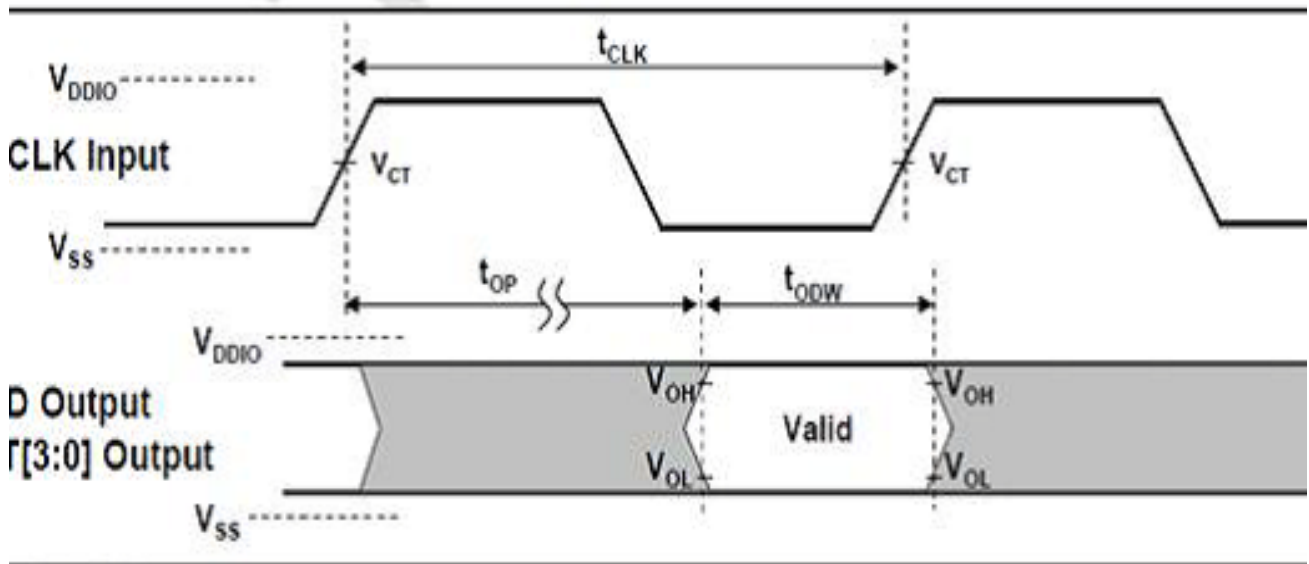 tCLK
VDDIO
CLK Input
VCT
VCT
VSS
tOP
tODW
VDDIO
D Output
T[3:0] Output
VOH
VOH
Valid
VOL
VOL
VSS